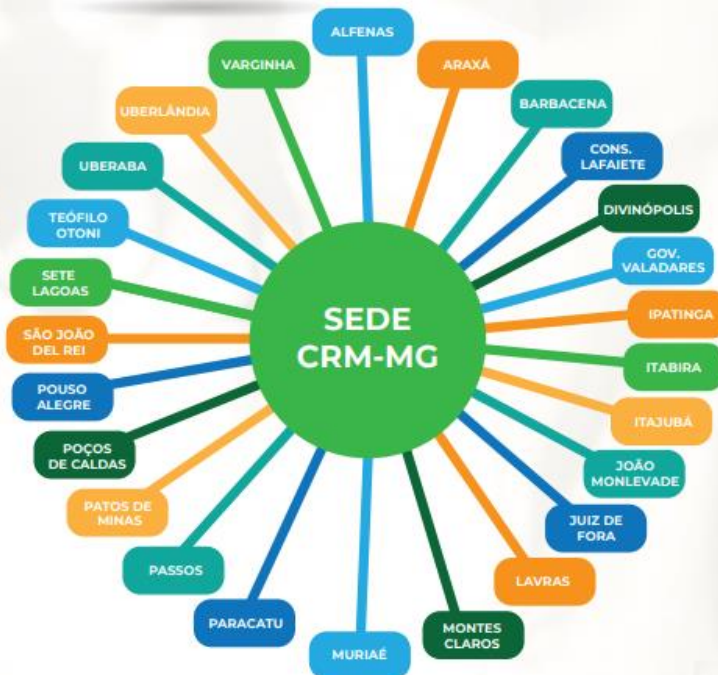 ALFENAS
ARAXÁ
BARBACENA
CONS.
LAFAIETE
DIVINÓPOLIS
GOV.
VALADARES
IPATINGA
ITABIRA
ITAJUBÁ
JOÃO
MONLEVADE
JUIZ DE
FORA
LAVRAS
MONTES
CLAROS
MURIAÉ
PARACATU
PASSOS
PATOS DE
MINAS
POÇOS
DE CALDAS
POUSO
ALEGRE
SÃO JOÃO
DEL REI
SETE
LAGOAS
TEÓFILO
OTONI
UBERABA
UBERLÂNDIA
VARGINHA
SEDE
CRM-MG